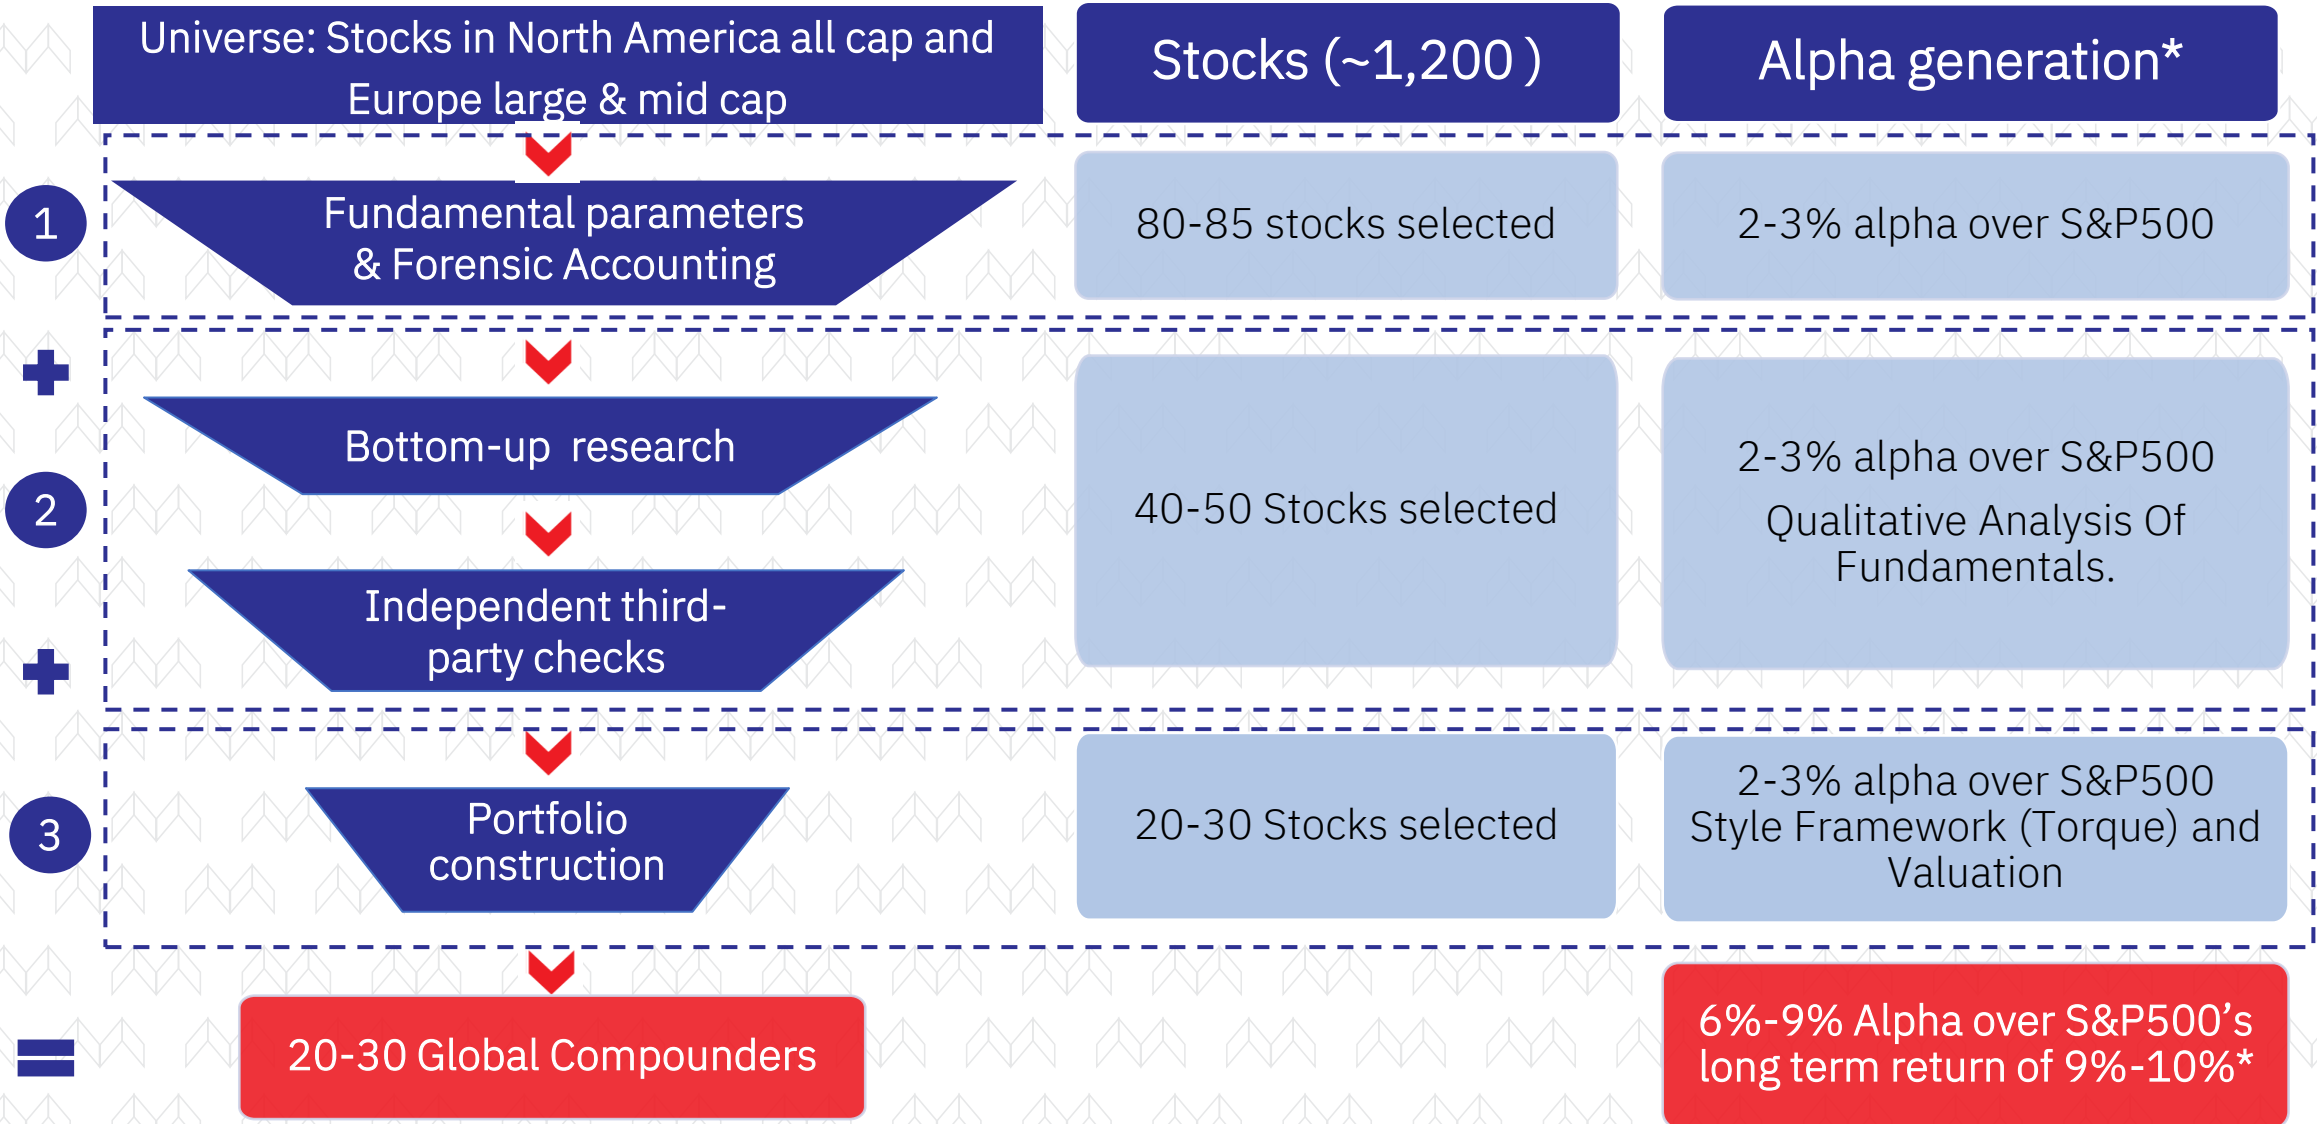 Universe: Stocks in North America all cap and
Europe large & mid cap
Stocks (~1,200 )
Alpha generation*
1
Fundamental parameters
& Forensic Accounting
80-85 stocks selected
2-3% alpha over S&P500
2
Bottom-up research
Independent third-
party checks
40-50 Stocks selected
2-3% alpha over S&P500
Qualitative Analysis Of
Fundamentals.
3
Portfolio
construction
20-30 Stocks selected
2-3% alpha over S&P500
Style Framework (Torque) and
Valuation
20-30 Global Compounders
6%-9% Alpha over S&P500’s
long term return of 9%-10%*